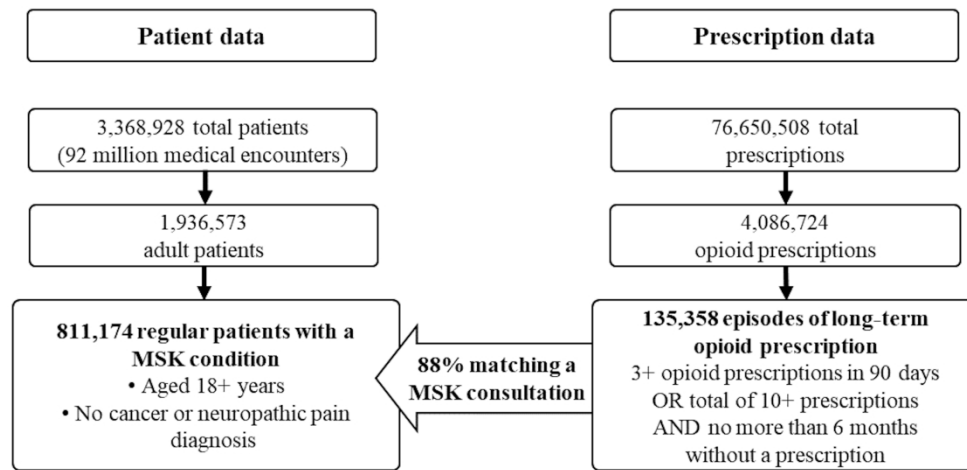 Patient data
Prescription data
3,368,928 total patients
(92 million medical encounters)
76,650,508 total
prescriptions
1,936,573
adult patients
4,086,724
opioid prescriptions
811,174 regular patients with a
MSK condition
• Aged 18+ years
• No cancer or neuropathic pain
diagnosis
88% matching a
MSK consultation
135,358 episodes of long-term
opioid prescription
3+ opioid prescriptions in 90 days
OR total of 10+ prescriptions
AND no more than 6 months
without a prescription